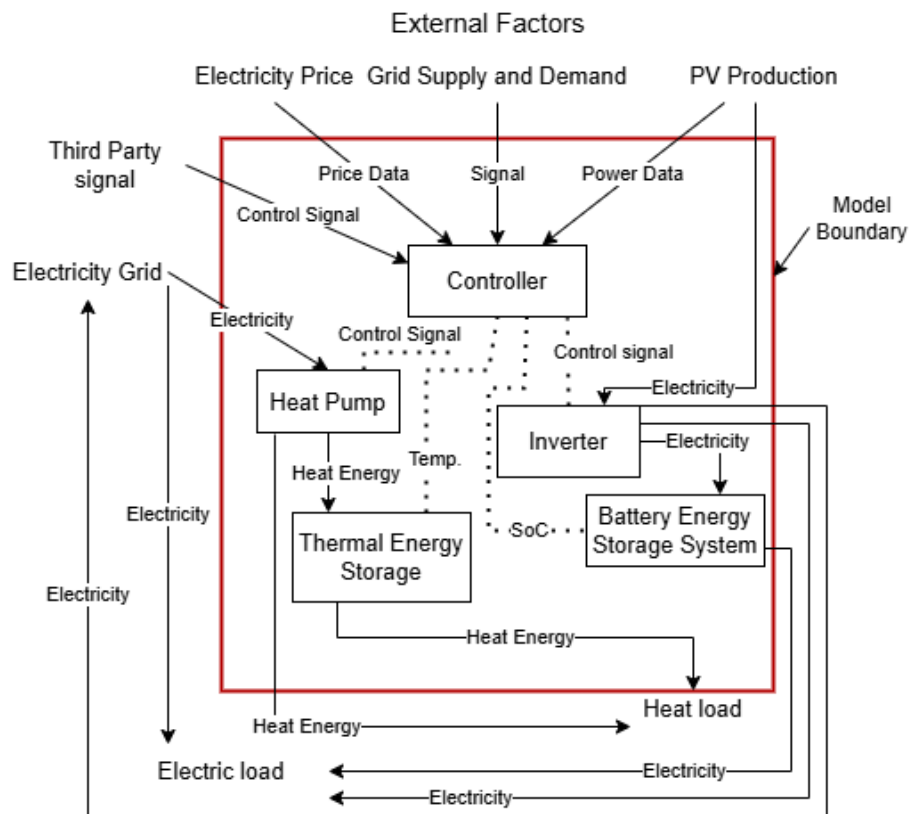 External Factors
Electricity Price
Grid Supply and Demand
PV Production
Third Party
signal
Price Data
Signal
Power Data
Control Signal
Model
Boundary
Electricity Grid
Controller
Electricity
Control Signal
Control signal
Electricity
Heat Pump
Inverter
Electricity
Heat Energy
Temp.
Electricity
Thermal Energy
Storage
SoC
Battery Energy
Storage System
Electricity
Heat Energy
Heat load
Heat Energy
Electric load
Electricity
Electricity